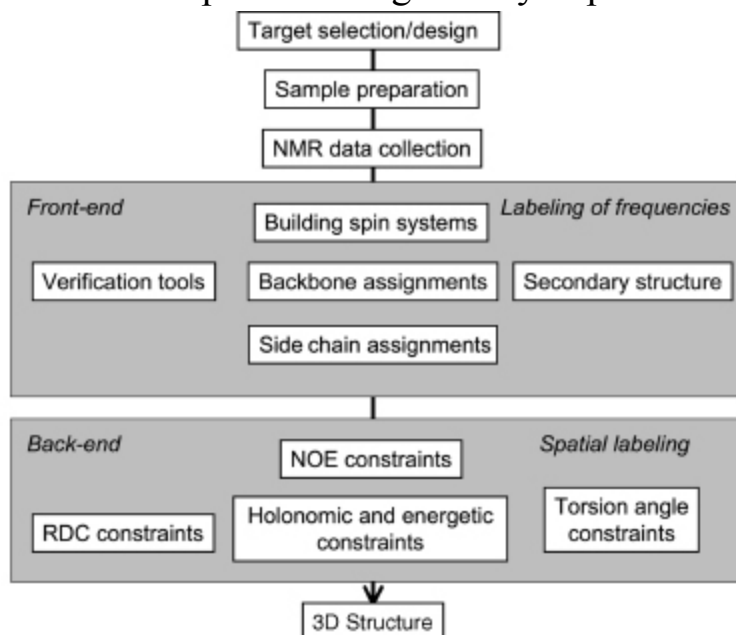 Target selection/design
Sample preparation
NMR data collection
Front-end
Labeling of frequencies
Building spin systems
Verification tools
Backbone assignments
Secondary structure
Side chain assignments
Back-end
Spatial labeling
NOE constraints
RDC constraints
Holonomic and energetic
constraints
Torsion angle
constraints
3D Structure